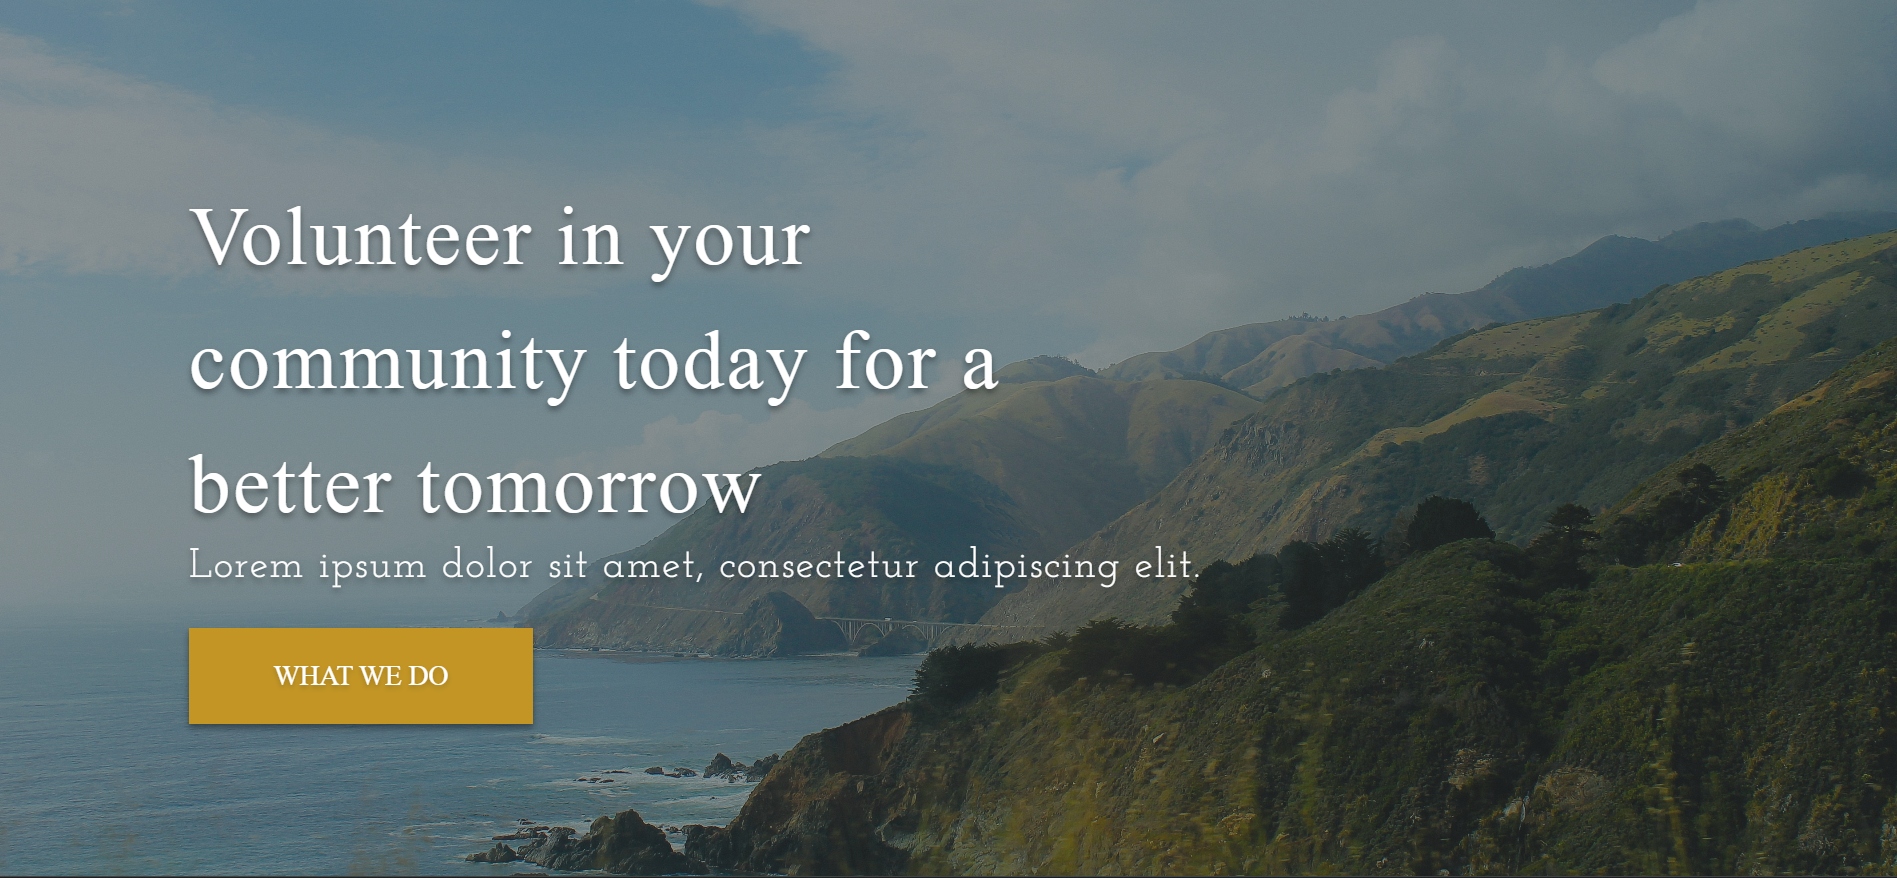 Volunteer in your
community today for a
better tomorrow
Lorem ipsum dolor sit amet, consectetur adipiscing elit.
WHAT WE DO